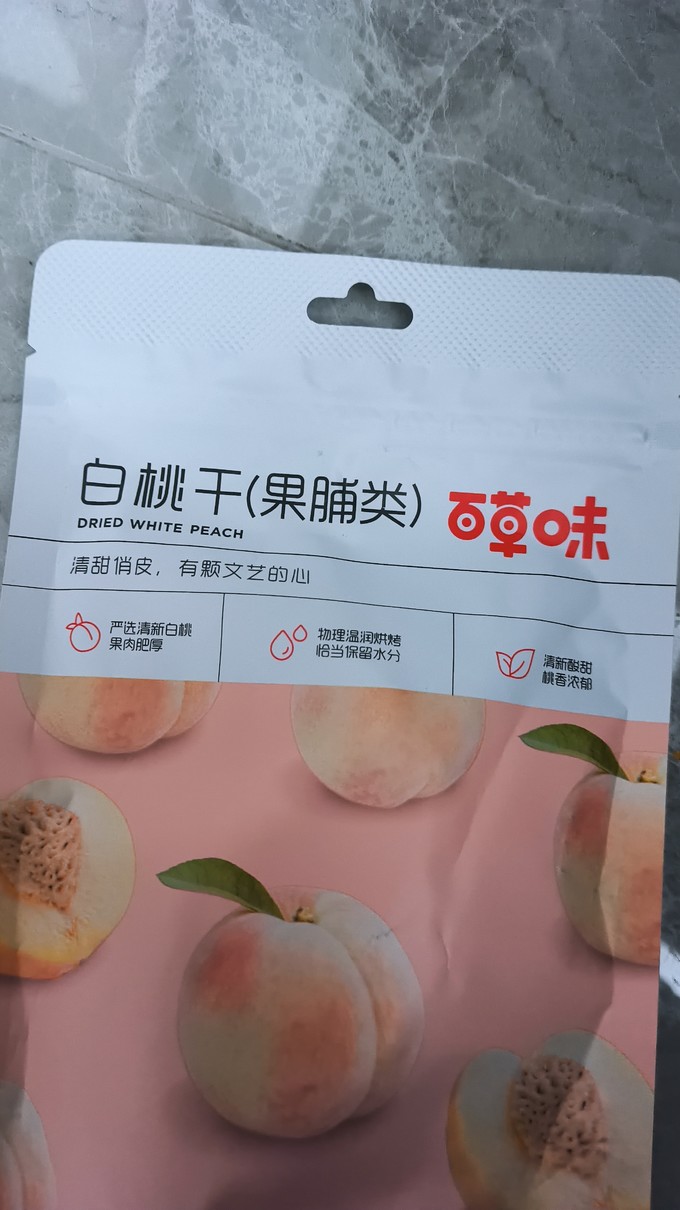 白桃干(果脯类)
百草味
DRIED WHITE PEACH
清甜俏皮，有颗文艺的心
严选清新白桃
果肉肥厚
物理温润烘烤
恰当保留水分
清新酸甜
桃香浓郁